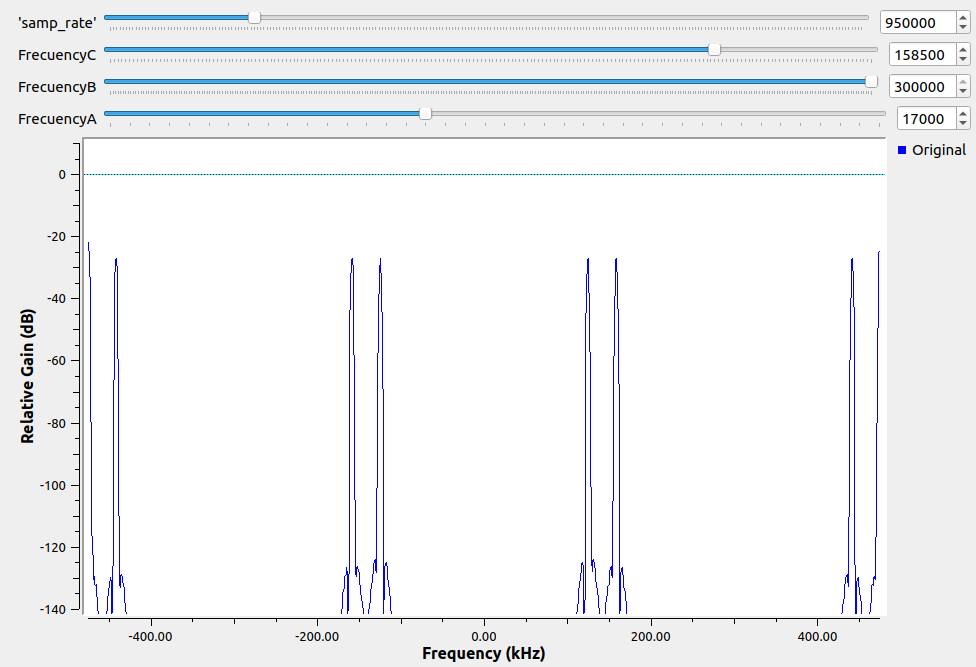 'samp_rate' 950000
FrecuencyC 158500
FrecuencyB 300000
FrecuencyA 17000
Original
Relative Gain (dB)
0
-20
-40
-60
-80
-100
-120
-140
-400.00 -200.00 0.00 200.00 400.00
Frequency (kHz)